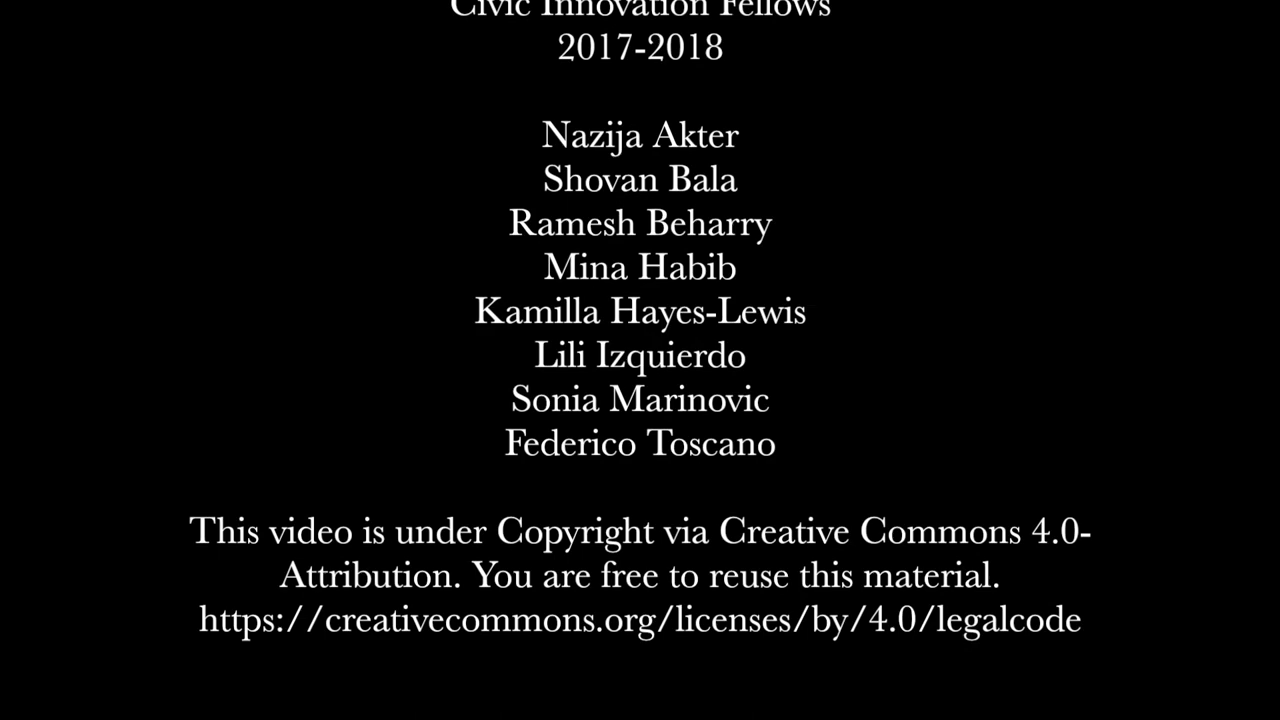 Civic Innovation Fellows
2017-2018
Nazija Akter
Shovan Bala
Ramesh Beharry
Mina Habib
Kamilla Hayes-Lewis
Lili Izquierdo
Sonia Marinovic
Federico Toscano
This video is under Copyright via Creative Commons 4.0-
Attribution. You are free to reuse this material.
https://creativecommons.org/licenses/by/4.0/legalcode